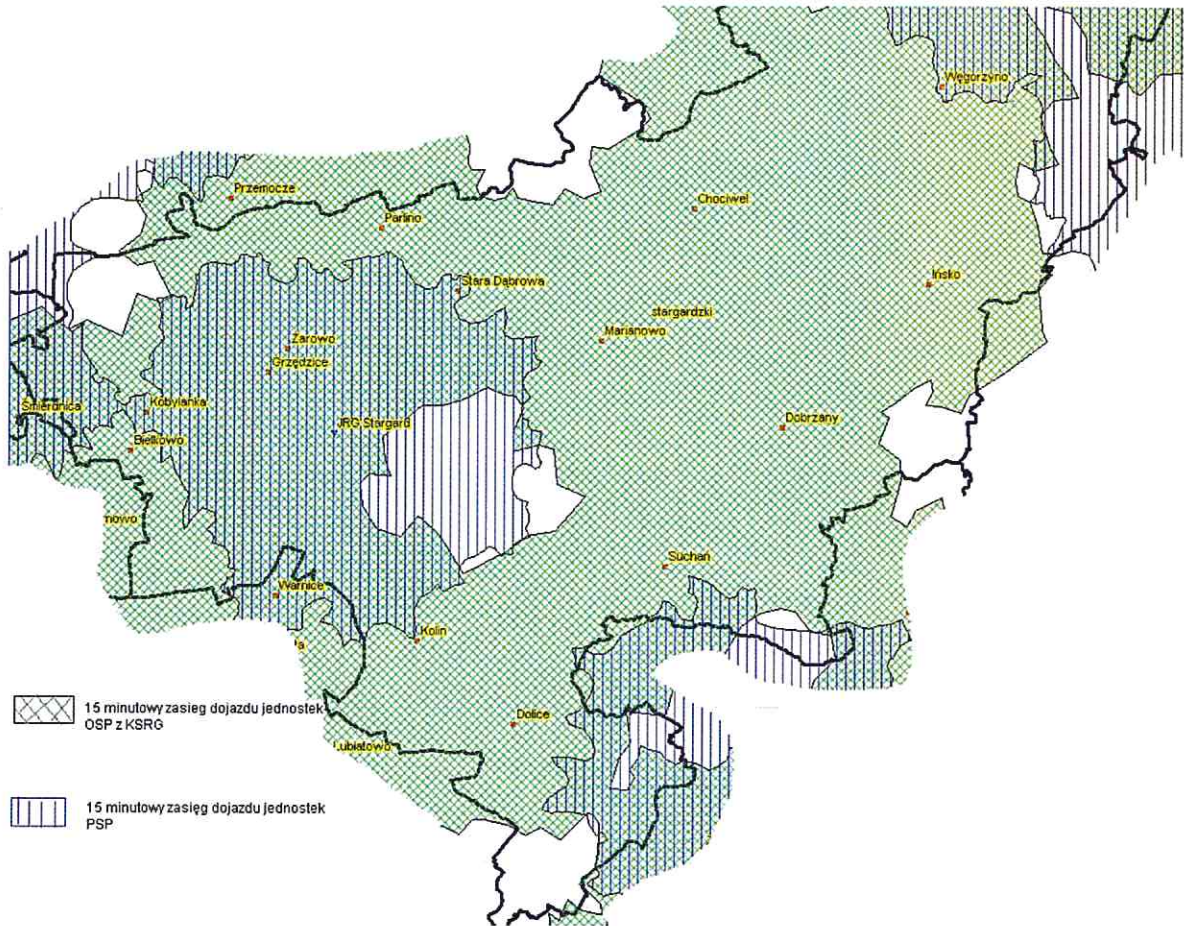 Węgorzyno
Przemocze
Chociwel
Parlino
Stara Dąbrowa
Ińsko
stargardzki
Marianowo
Żarowo
Grzędzice
Kobylanka
Śmierdnica
JRG Stargard
Dobrzany
Bielkowo
nowo
Suchań
Warnice
Kolin
15 minutowy zasięg dojazdu jednostek
OSP z KSRG
Dolice
Lubiatowo
15 minutowy zasięg dojazdu jednostek
PSP